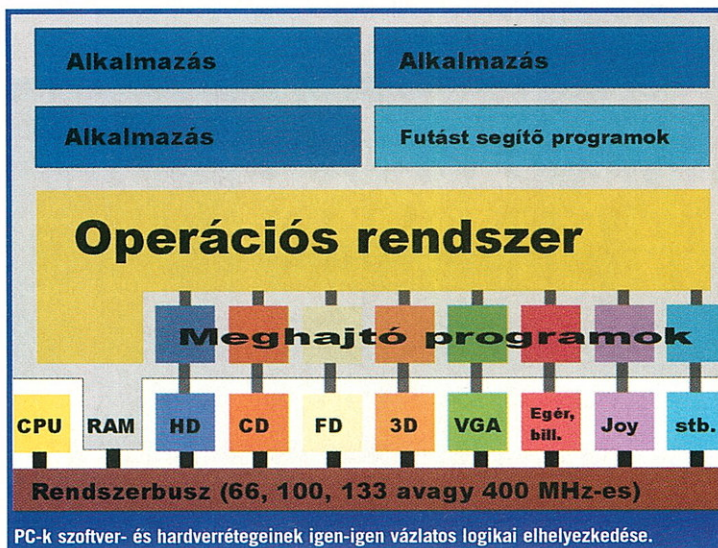 Alkalmazás Alkalmazás
Alkalmazás Futást segítő programok
Operációs rendszer
Meghajtó programok
CPU RAM HD CD FD 3D VGA Egér, bill. Joy stb.
Rendszerbusz (66, 100, 133 avagy 400 MHz-es)
PC-k szoftver- és hardverrétegeinek igen-igen vázlatos logikai elhelyezkedése.